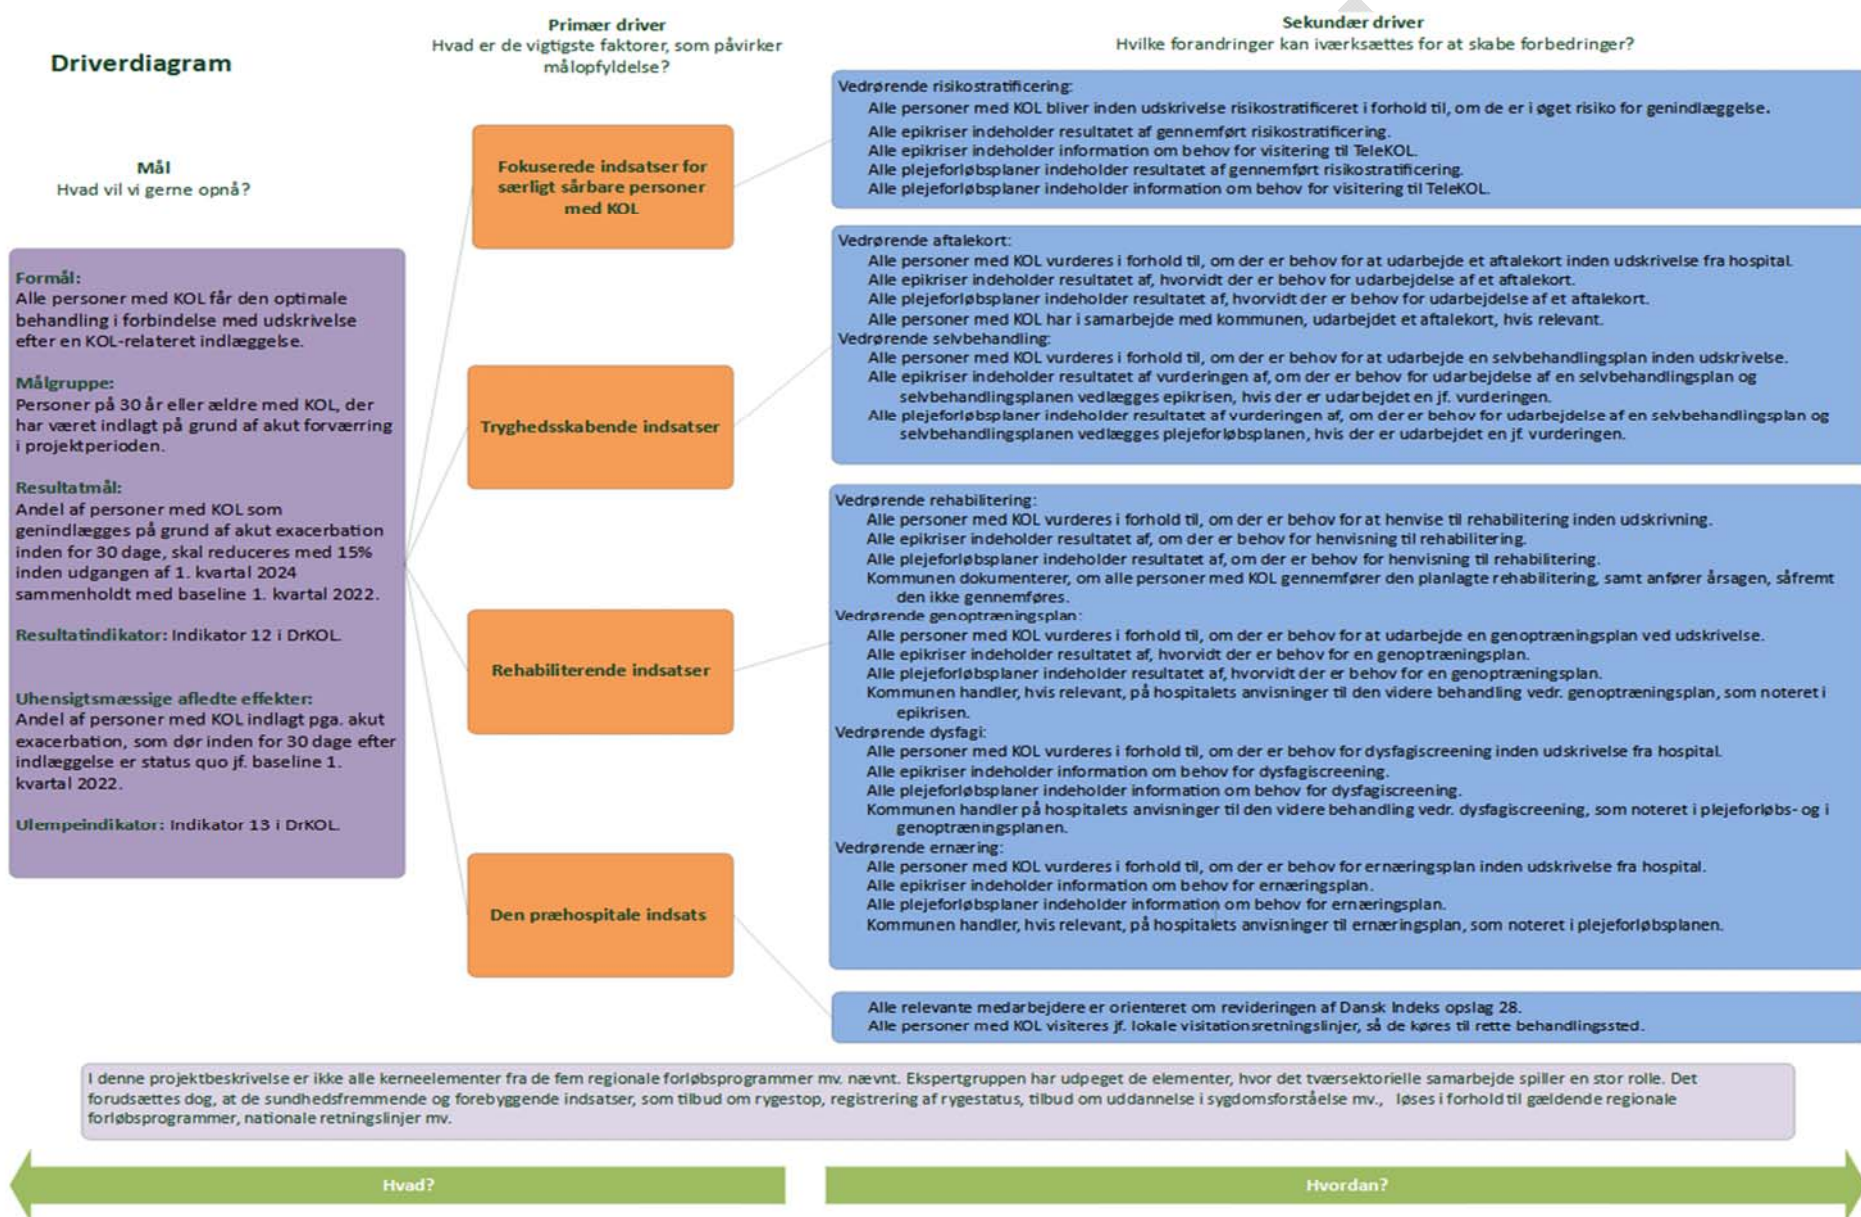 Driverdiagram
Mål
Hvad vil vi gerne opnå?
Formål:
Alle personer med KOL får den optimale
behandling i forbindelse med udskrivelse
efter en KOL-relateret indlæggelse.
Målgruppe:
Personer på 30 år eller ældre med KOL, der
har været indlagt på grund af akut forværring
i projektperioden.
Resultatmål:
Andel af personer med KOL som
genindlægges på grund af akut exacerbation
inden for 30 dage, skal reduceres med 15%
inden udgangen af 1. kvartal 2024
sammenholdt med baseline 1. kvartal 2022.
Resultatindikator: Indikator 12 i DrKOL.
Uhensigtsmæssige afledte effekter:
Andel af personer med KOL indlagt pga. akut
exacerbation, som dør inden for 30 dage efter
indlæggelse er status quo jf. baseline 1.
kvartal 2022.
Ulempeindikator: Indikator 13 i DrKOL.
Primær driver
Hvad er de vigtigste faktorer, som påvirker
målopfyldelse?
Fokuserede indsatser for
særligt sårbare personer
med KOL
Tryghedsskabende indsatser
Rehabiliterende indsatser
Den præhospitale indsats
Sekundær driver
Hvilke forandringer kan iværksættes for at skabe forbedringer?
Vedrørende risikostratificering:
Alle personer med KOL bliver inden udskrivelse risikostratificeret i forhold til, om de er i øget risiko for genindlæggelse.
Alle epikriser indeholder resultatet af gennemført risikostratificering.
Alle epikriser indeholder information om behov for visitering til TeleKOL.
Alle plejeforløbsplaner indeholder resultatet af gennemført risikostratificering.
Alle plejeforløbsplaner indeholder information om behov for visitering til TeleKOL.
Vedrørende aftalekort:
Alle personer med KOL vurderes i forhold til, om der er behov for at udarbejde et aftalekort inden udskrivelse fra hospital.
Alle epikriser indeholder resultatet af, hvorvidt der er behov for udarbejdelse af et aftalekort.
Alle plejeforløbsplaner indeholder resultatet af, hvorvidt der er behov for udarbejdelse af et aftalekort.
Alle personer med KOL har i samarbejde med kommunen, udarbejdet et aftalekort, hvis relevant.
Vedrørende selvbehandling:
Alle personer med KOL vurderes i forhold til, om der er behov for at udarbejde en selvbehandlingsplan inden udskrivelse.
Alle epikriser indeholder resultatet af vurderingen af, om der er behov for udarbejdelse af en selvbehandlingsplan og
selvbehandlingsplanen vedlægges epikrisen, hvis der er udarbejdet en jf. vurderingen.
Alle plejeforløbsplaner indeholder resultatet af vurderingen af, om der er behov for udarbejdelse af en selvbehandlingsplan og
selvbehandlingsplanen vedlægges plejeforløbsplanen, hvis der er udarbejdet en jf. vurderingen.
Vedrørende rehabilitering:
Alle personer med KOL vurderes i forhold til, om der er behov for at henvise til rehabilitering inden udskrivning.
Alle epikriser indeholder resultatet af, om der er behov for henvisning til rehabilitering.
Alle plejeforløbsplaner indeholder resultatet af, om der er behov for henvisning til rehabilitering.
Kommunen dokumenterer, om alle personer med KOL gennemfører den planlagte rehabilitering, samt anfører årsagen, såfremt
den ikke gennemføres.
Vedrørende genoptræningsplan:
Alle personer med KOL vurderes i forhold til, om der er behov for at udarbejde en genoptræningsplan ved udskrivelse.
Alle epikriser indeholder resultatet af, hvorvidt der er behov for en genoptræningsplan.
Alle plejeforløbsplaner indeholder resultatet af, hvorvidt der er behov for en genoptræningsplan.
Kommunen handler, hvis relevant, på hospitalets anvisninger til den videre behandling vedr. genoptræningsplan, som noteret i
epikrisen.
Vedrørende dysfagi:
Alle personer med KOL vurderes i forhold til, om der er behov for dysfagiscreening inden udskrivelse fra hospital.
Alle epikriser indeholder information om behov for dysfagiscreening.
Alle plejeforløbsplaner indeholder information om behov for dysfagiscreening.
Kommunen handler på hospitalets anvisninger til den videre behandling vedr. dysfagiscreening, som noteret i plejeforløbs- og i
genoptræningsplanen.
Vedrørende ernæring:
Alle personer med KOL vurderes i forhold til, om der er behov for ernæringsplan inden udskrivelse fra hospital.
Alle epikriser indeholder information om behov for ernæringsplan.
Alle plejeforløbsplaner indeholder information om behov for ernæringsplan.
Kommunen handler, hvis relevant, på hospitalets anvisninger til ernæringsplan, som noteret i plejeforløbsplanen.
Alle relevante medarbejdere er orienteret om revideringen af Dansk Indeks opslag 28.
Alle personer med KOL visiteres jf. lokale visitationsretningslinjer, så de køres til rette behandlingssted.
I denne projektbeskrivelse er ikke alle kerneelementer fra de fem regionale forløbsprogrammer mv. nævnt. Ekspertgruppen har udpeget de elementer, hvor det tværsektorielle samarbejde spiller en stor rolle. Det
forudsættes dog, at de sundhedsfremmende og forebyggende indsatser, som tilbud om rygestop, registrering af rygestatus, tilbud om uddannelse i sygdomsforståelse mv., løses i forhold til gældende regionale
forløbsprogrammer, nationale retningslinjer mv.
Hvad?
Hvordan?